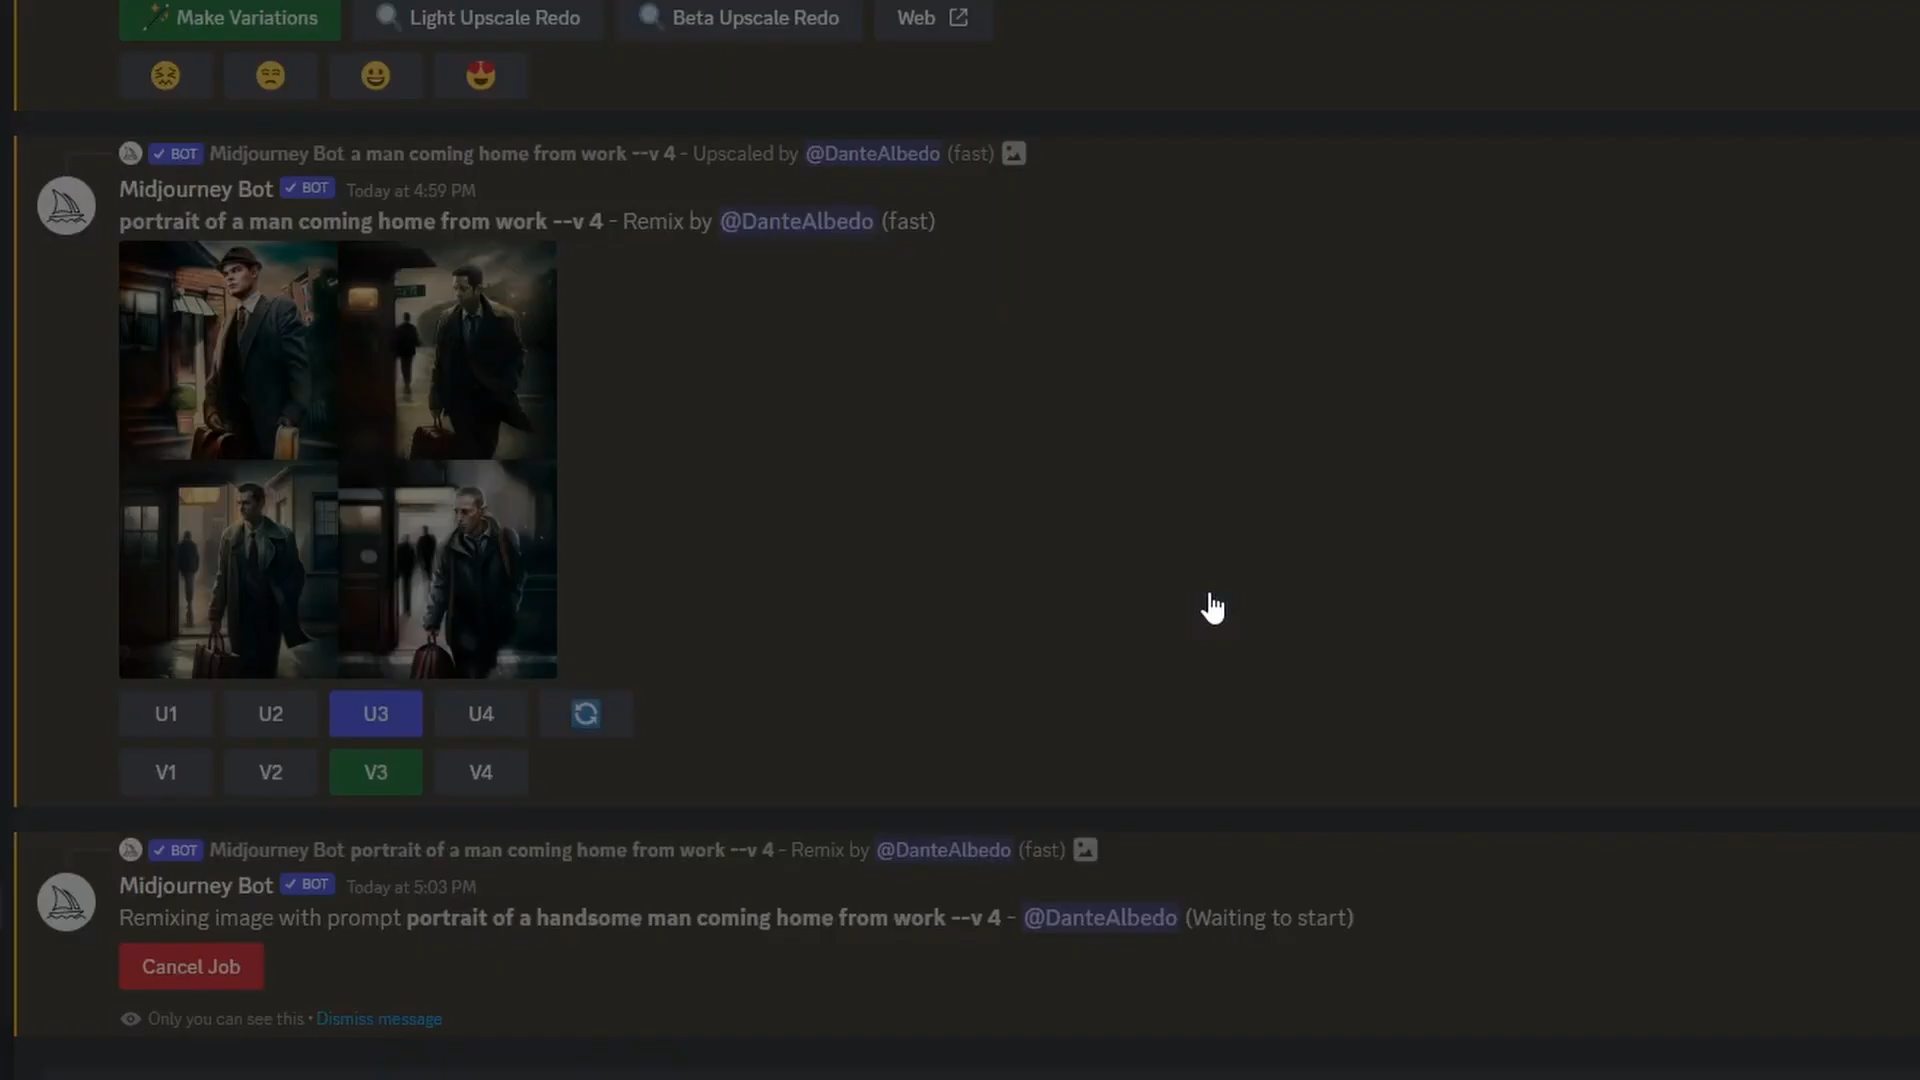 Make Variations Light Upscale Redo Beta Upscale Redo Web
BOT Midjourney Bot a man coming home from work --v 4 - Upscaled by @DanteAlbedo (fast)
Midjourney Bot BOT Today at 4:59 PM
portrait of a man coming home from work --v 4 - Remix by @DanteAlbedo (fast)
U1 U2 U3 U4
V1 V2 V3 V4
BOT Midjourney Bot portrait of a man coming home from work --v 4 - Remix by @DanteAlbedo (fast)
Midjourney Bot BOT Today at 5:03 PM
Remixing image with prompt portrait of a handsome man coming home from work --v 4 - @DanteAlbedo (Waiting to start)
Cancel Job
Only you can see this • Dismiss message